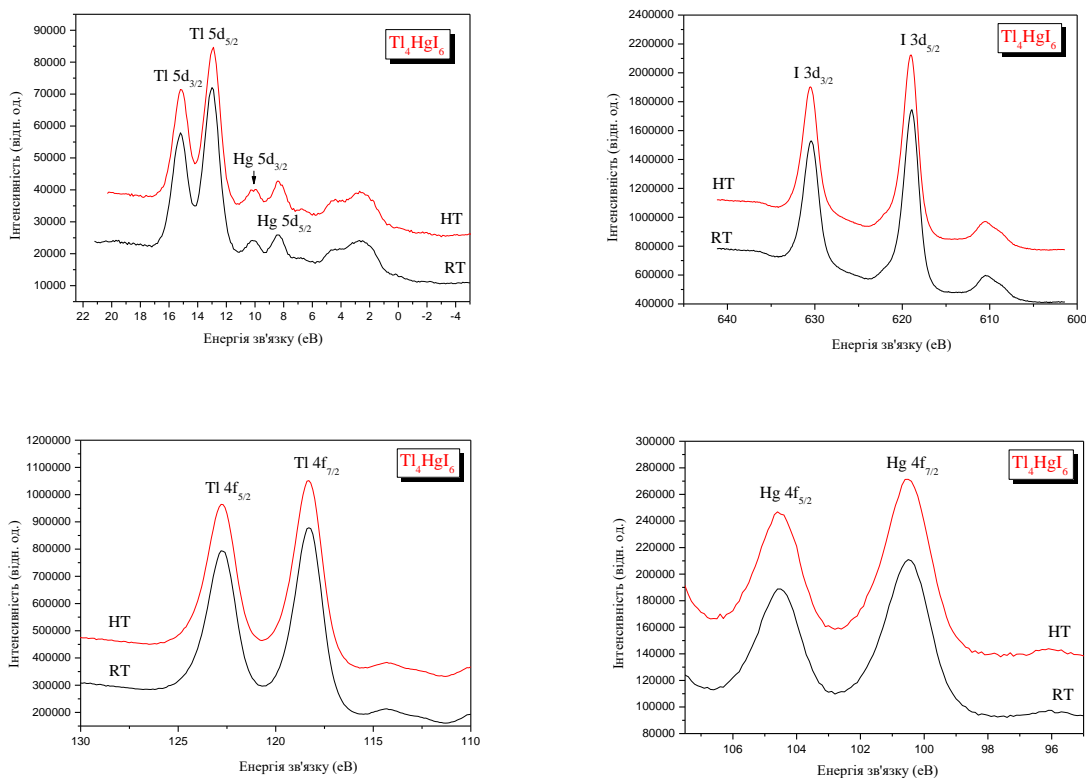 Tl 5d5/2
Tl4HgI6
Tl 5d3/2
Hg 5d3/2
Hg 5d5/2
HT
RT
90000
80000
70000
60000
50000
40000
30000
20000
10000
22 20 18 16 14 12 10 8 6 4 2 0 -2 -4
Інтенсивність (відн. од.)
Енергія зв'язку (еВ)
I 3d5/2
Tl4HgI6
I 3d3/2
HT
RT
2400000
2200000
2000000
1800000
1600000
1400000
1200000
1000000
800000
600000
400000
640 630 620 610 600
Інтенсивність (відн. од.)
Енергія зв'язку (еВ)
Tl 4f7/2
Tl4HgI6
Tl 4f5/2
HT
RT
1200000
1100000
1000000
900000
800000
700000
600000
500000
400000
300000
200000
130 125 120 115 110
Інтенсивність (відн. од.)
Енергія зв'язку (еВ)
Hg 4f7/2
Tl4HgI6
Hg 4f5/2
HT
RT
300000
280000
260000
240000
220000
200000
180000
160000
140000
120000
100000
80000
106 104 102 100 98 96
Інтенсивність (відн. од.)
Енергія зв'язку (еВ)